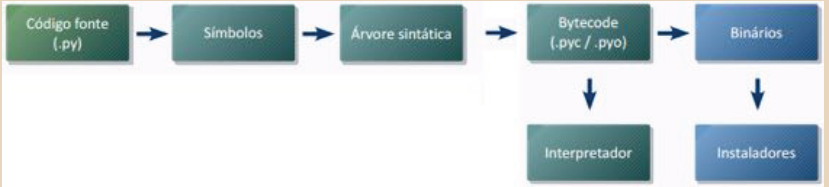 Código fonte
(.py)
Símbolos
Árvore sintática
Bytecode
(.pyc / .pyo)
Binários
Interpretador
Instaladores